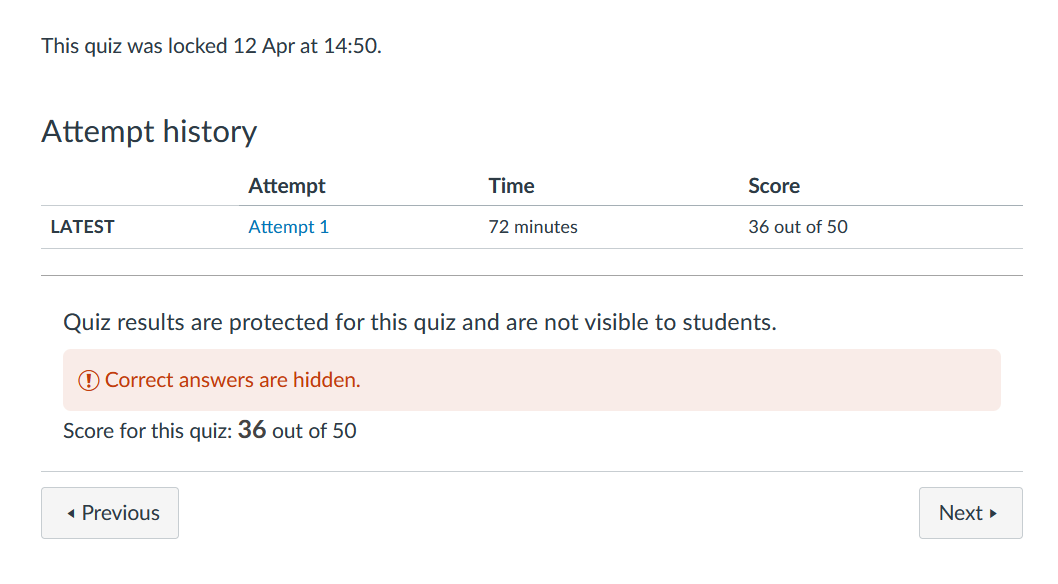 This quiz was locked 12 Apr at 14:50.
Attempt history
Attempt Time Score
LATEST Attempt 1 72 minutes 36 out of 50
Quiz results are protected for this quiz and are not visible to students.
Correct answers are hidden.
Score for this quiz: 36 out of 50
Previous Next